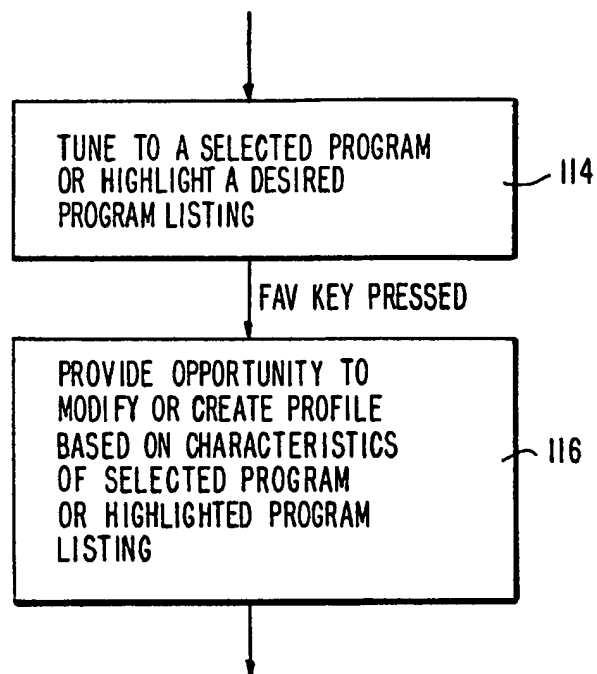 TUNE TO A SELECTED PROGRAM
OR HIGHLIGHT A DESIRED
PROGRAM LISTING
114
FAV KEY PRESSED
PROVIDE OPPORTUNITY TO
MODIFY OR CREATE PROFILE
BASED ON CHARACTERISTICS
OF SELECTED PROGRAM
OR HIGHLIGHTED PROGRAM
LISTING
116